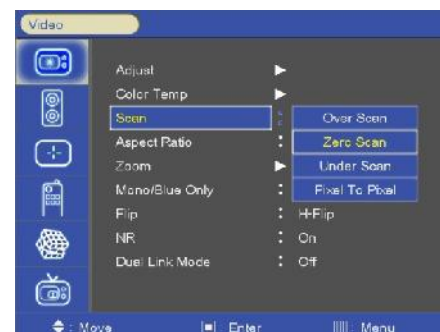 Video
Adjust
Color Temp
Scan
Over Scan
Aspect Ratio :
Zero Scan
Zoom
Under Scan
Mono/Blue Only :
Pixel To Pixel
Flip : H-Flip
NR : On
Dual Link Mode : Off
: Move
: Enter
: Menu